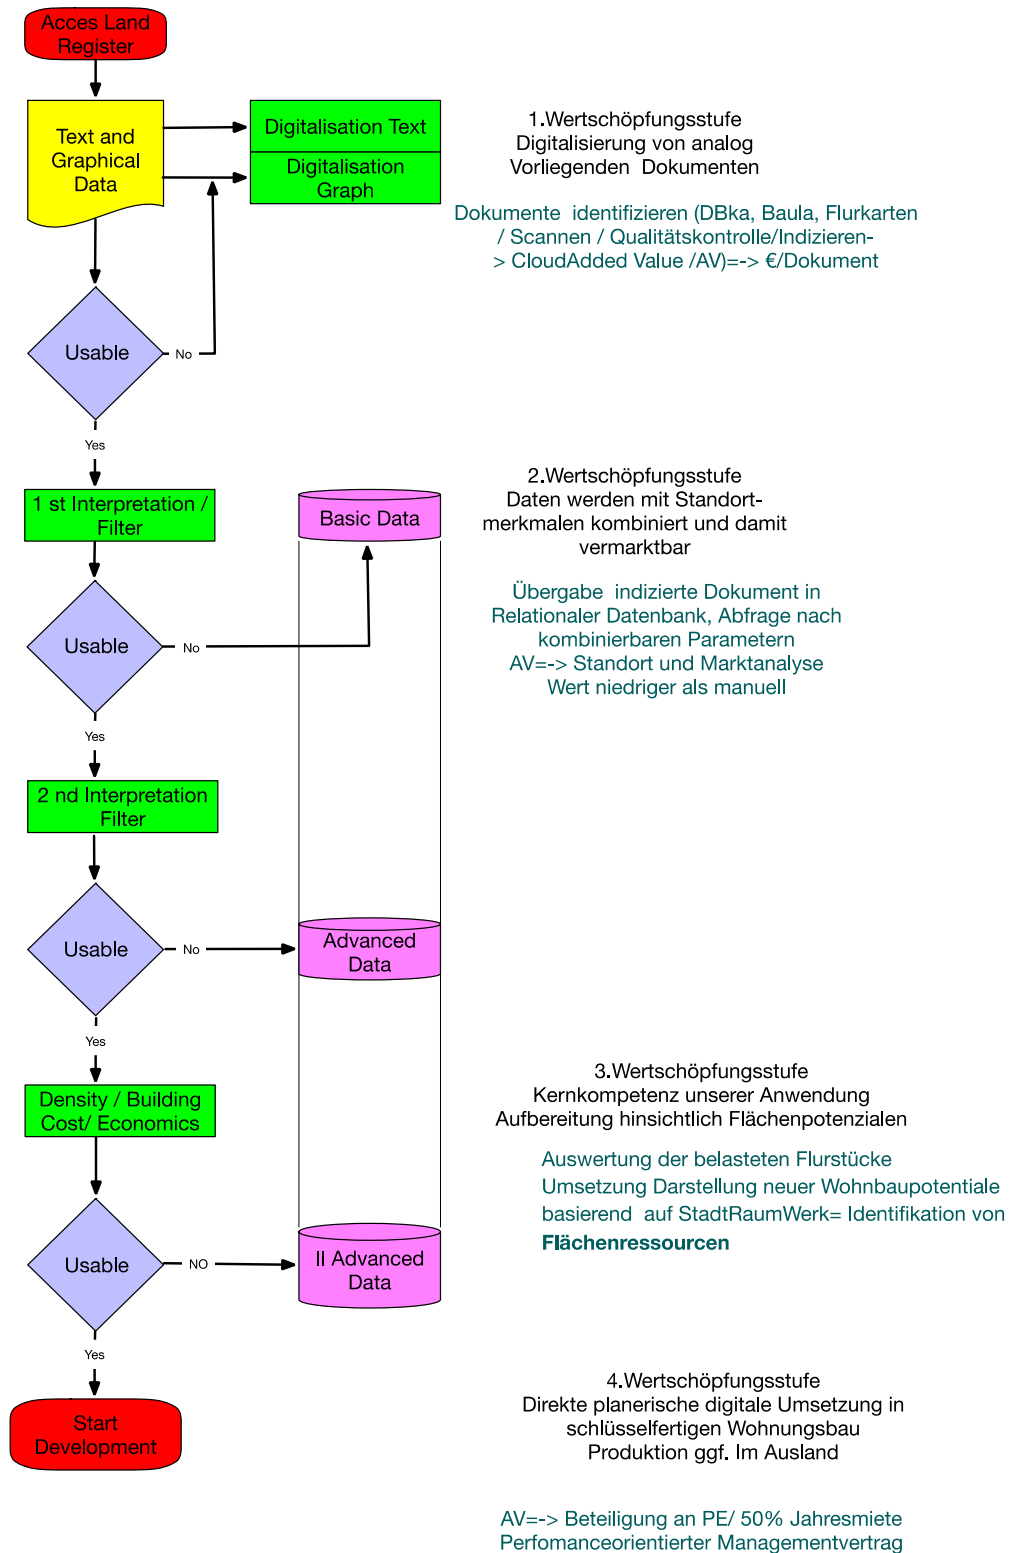 Acces Land
Register
Text and
Graphical
Data
Digitalisation Text
Digitalisation
Graph
1.Wertschöpfungsstufe
Digitalisierung von analog
Vorliegenden Dokumenten
Dokumente identifizieren (DBka, Baula, Flurkarten
/ Scannen / Qualitätskontrolle/Indizieren-
> CloudAdded Value /AV)=-> €/Dokument
Usable
No
Yes
1 st Interpretation /
Filter
Basic Data
2.Wertschöpfungsstufe
Daten werden mit Standort-
merkmalen kombiniert und damit
vermarktbar
Übergabe indizierte Dokument in
Relationaler Datenbank, Abfrage nach
kombinierbaren Parametern
AV=-> Standort und Marktanalyse
Wert niedriger als manuell
Usable
No
Yes
2 nd Interpretation
Filter
Usable
No
Advanced
Data
Yes
Density / Building
Cost/ Economics
3.Wertschöpfungsstufe
Kernkompetenz unserer Anwendung
Aufbereitung hinsichtlich Flächenpotenzialen
Auswertung der belasteten Flurstücke
Umsetzung Darstellung neuer Wohnbaupotentiale
basierend auf StadtRaumWerk= Identifikation von
Flächenressourcen
Usable
NO
II Advanced
Data
Yes
Start
Development
4.Wertschöpfungsstufe
Direkte planerische digitale Umsetzung in
schlüsselfertigen Wohnungsbau
Produktion ggf. Im Ausland
AV=-> Beteiligung an PE/ 50% Jahresmiete
Perfomanceorientierter Managementvertrag